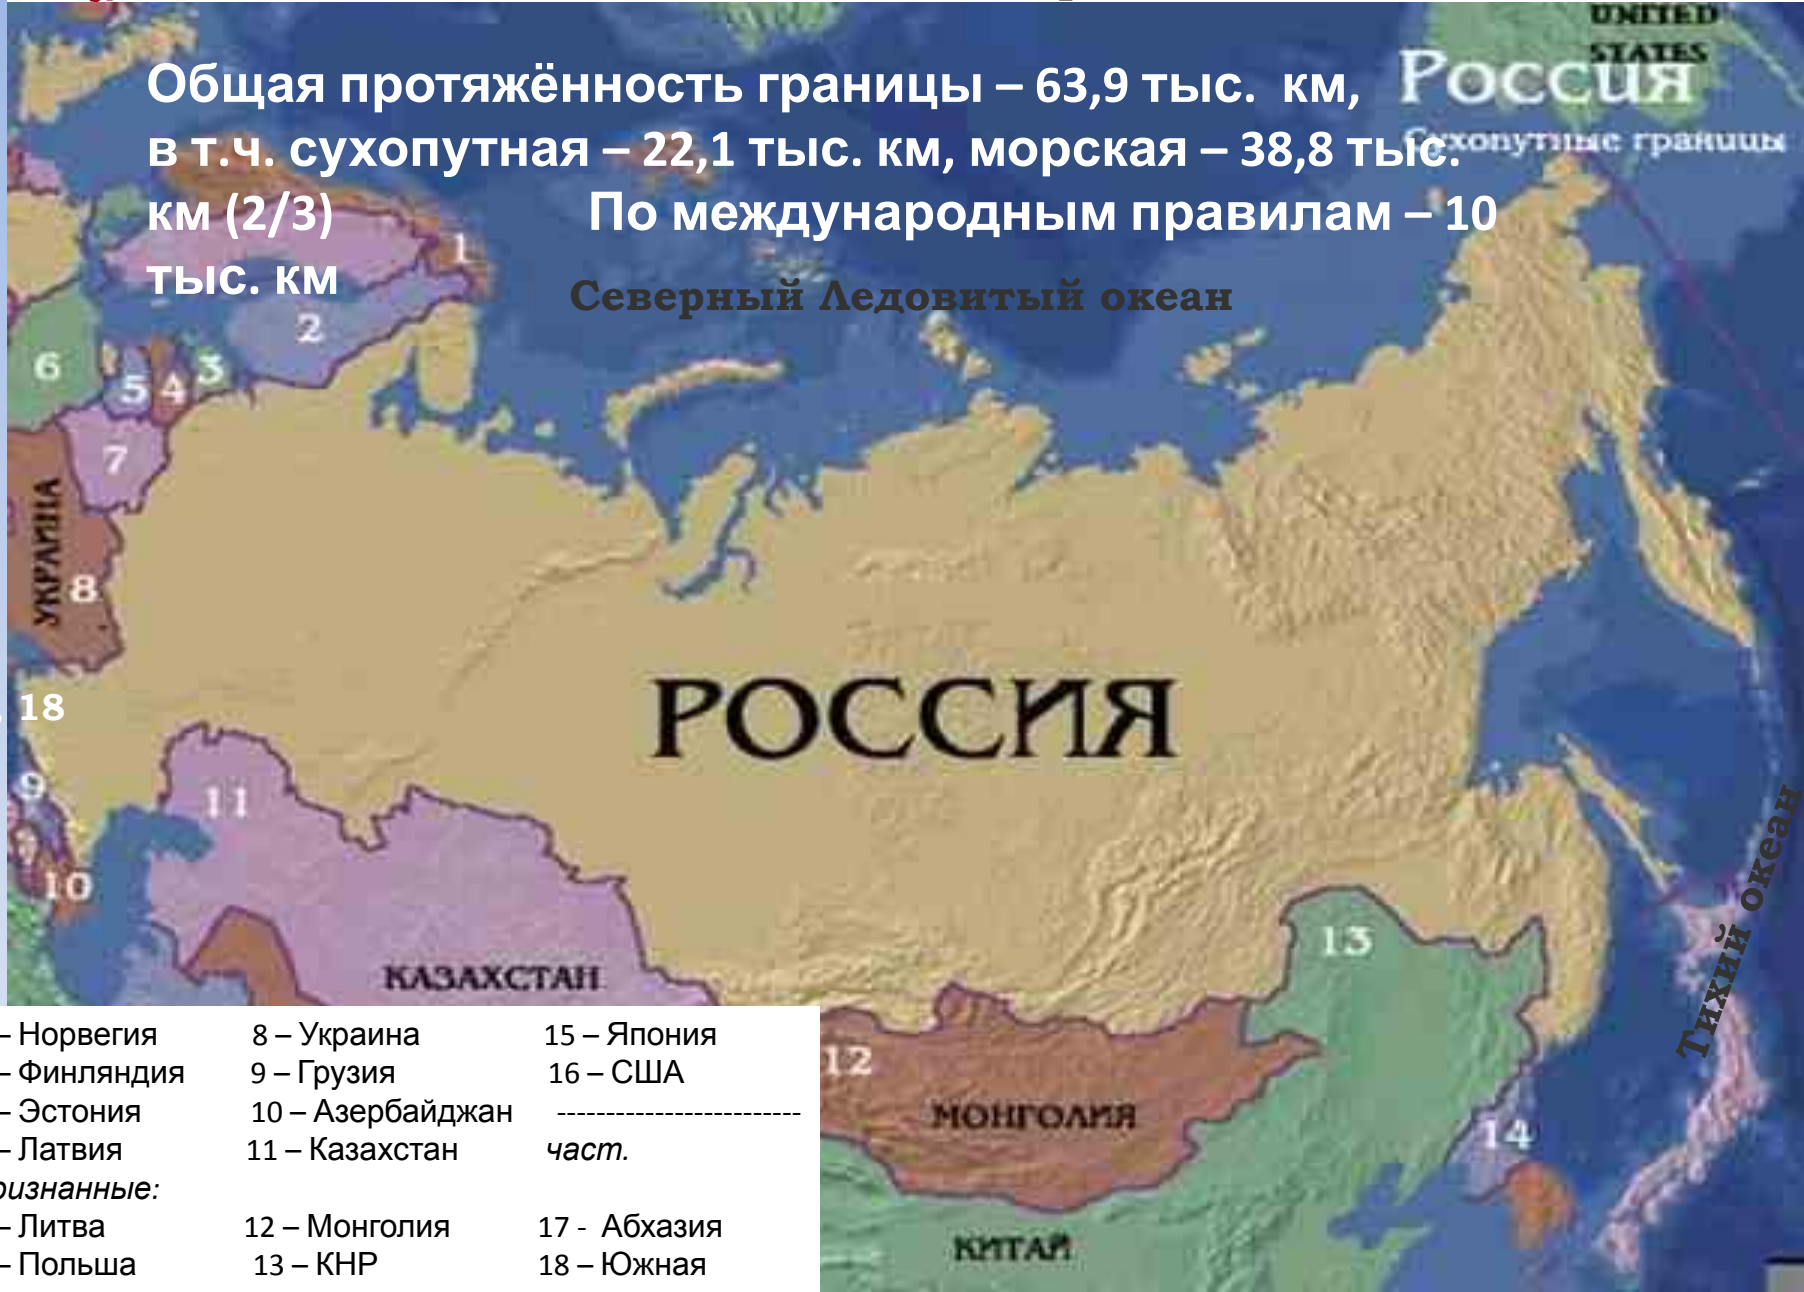 Общая протяжённость границы – 63,9 тыс. км,
в т.ч. сухопутная – 22,1 тыс. км, морская – 38,8 тыс.
км (2/3) По международным правилам – 10
тыс. км
UNITED
STATES
Россия
Сухопутные границы
Северный Ледовитый океан
1
2
3
4
5
6
7
УКРАИНА
8
18
РОССИЯ
9
11
10
КАЗАХСТАН
13
Тихий океан
12
МОНГОЛИЯ
14
КИТАЙ
– Норвегия 8 – Украина 15 – Япония
– Финляндия 9 – Грузия 16 – США
– Эстония 10 – Азербайджан --------------------------
– Латвия 11 – Казахстан част.
ризнанные:
– Литва 12 – Монголия 17 - Абхазия
– Польша 13 – КНР 18 – Южная